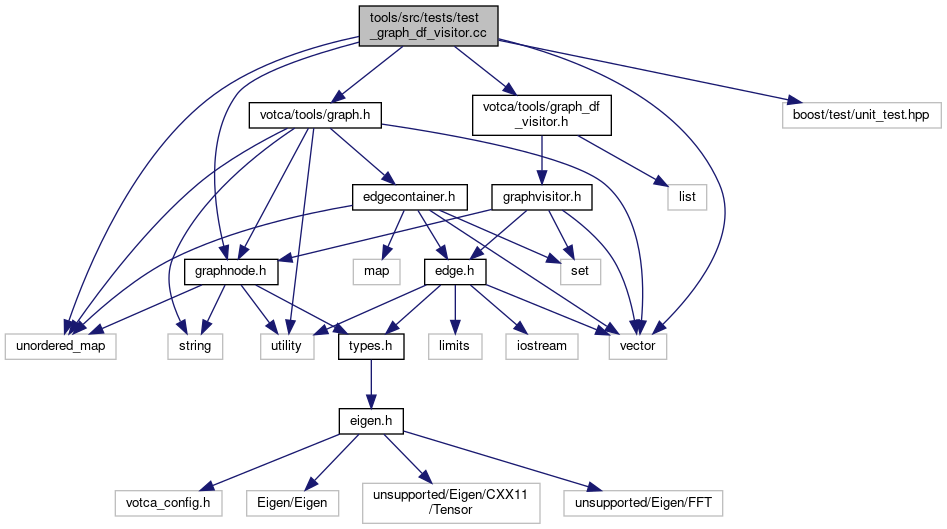 tools/src/tests/test
_graph_df_visitor.cc
votca/tools/graph.h
votca/tools/graph_df
_visitor.h
boost/test/unit_test.hpp
edgecontainer.h
graphvisitor.h
list
graphnode.h
map
edge.h
set
unordered_map
string
utility
types.h
limits
iostream
vector
eigen.h
votca_config.h
Eigen/Eigen
unsupported/Eigen/CXX11
/Tensor
unsupported/Eigen/FFT